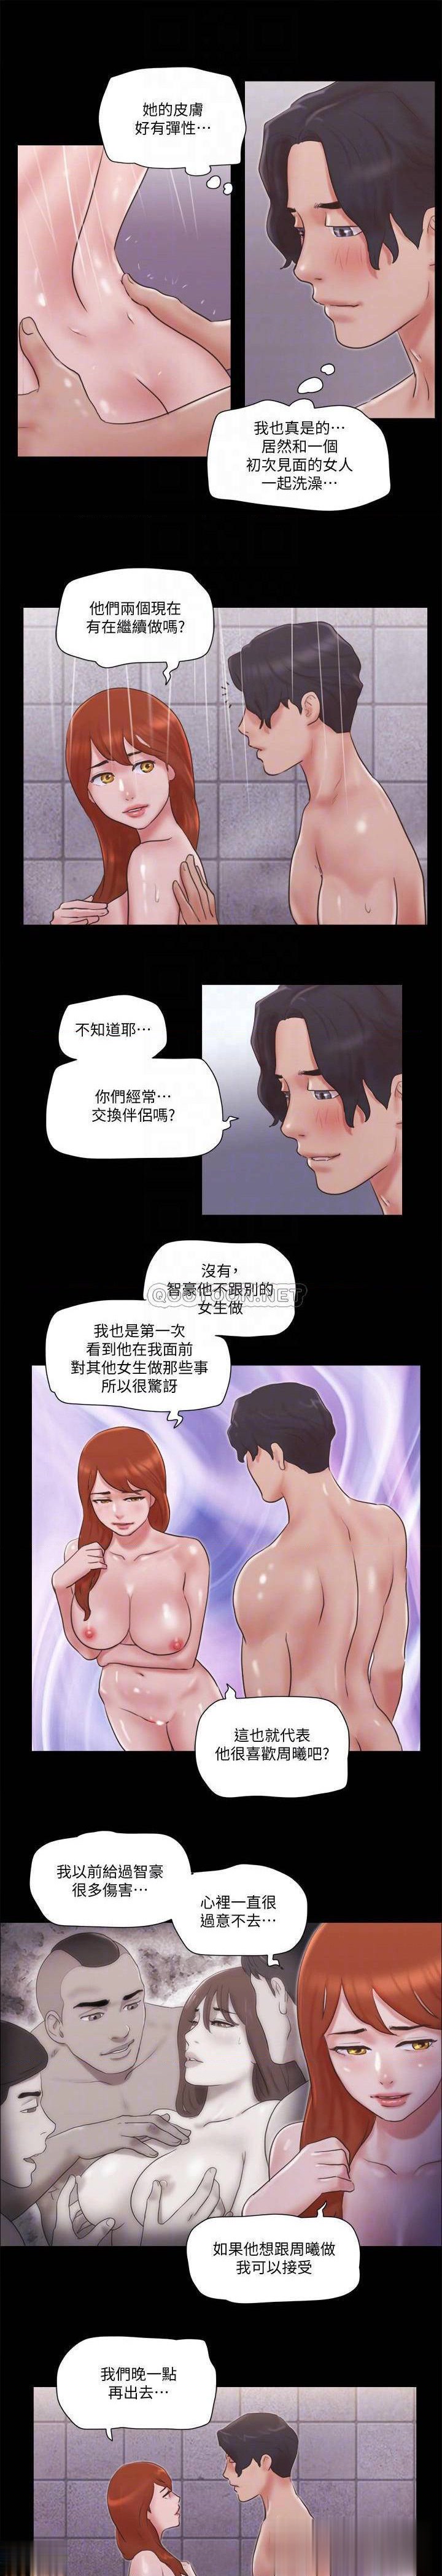 她的皮膚
好有彈性…
我也真是的…
居然和一個
初次見面的女人
一起洗澡…
他們兩個現在
有在繼續做嗎?
不知道耶…
你們經常…
交換伴侶嗎?
沒有，
智豪他不跟別的
女生做
我也是第一次
看到他在我面前
對其他女生做那些事
所以很驚訝
這也就代表
他很喜歡周曦吧?
我以前給過智豪
很多傷害…
心裡一直很
過意不去…
如果他想跟周曦做
我可以接受
我們晚一點
再出去…